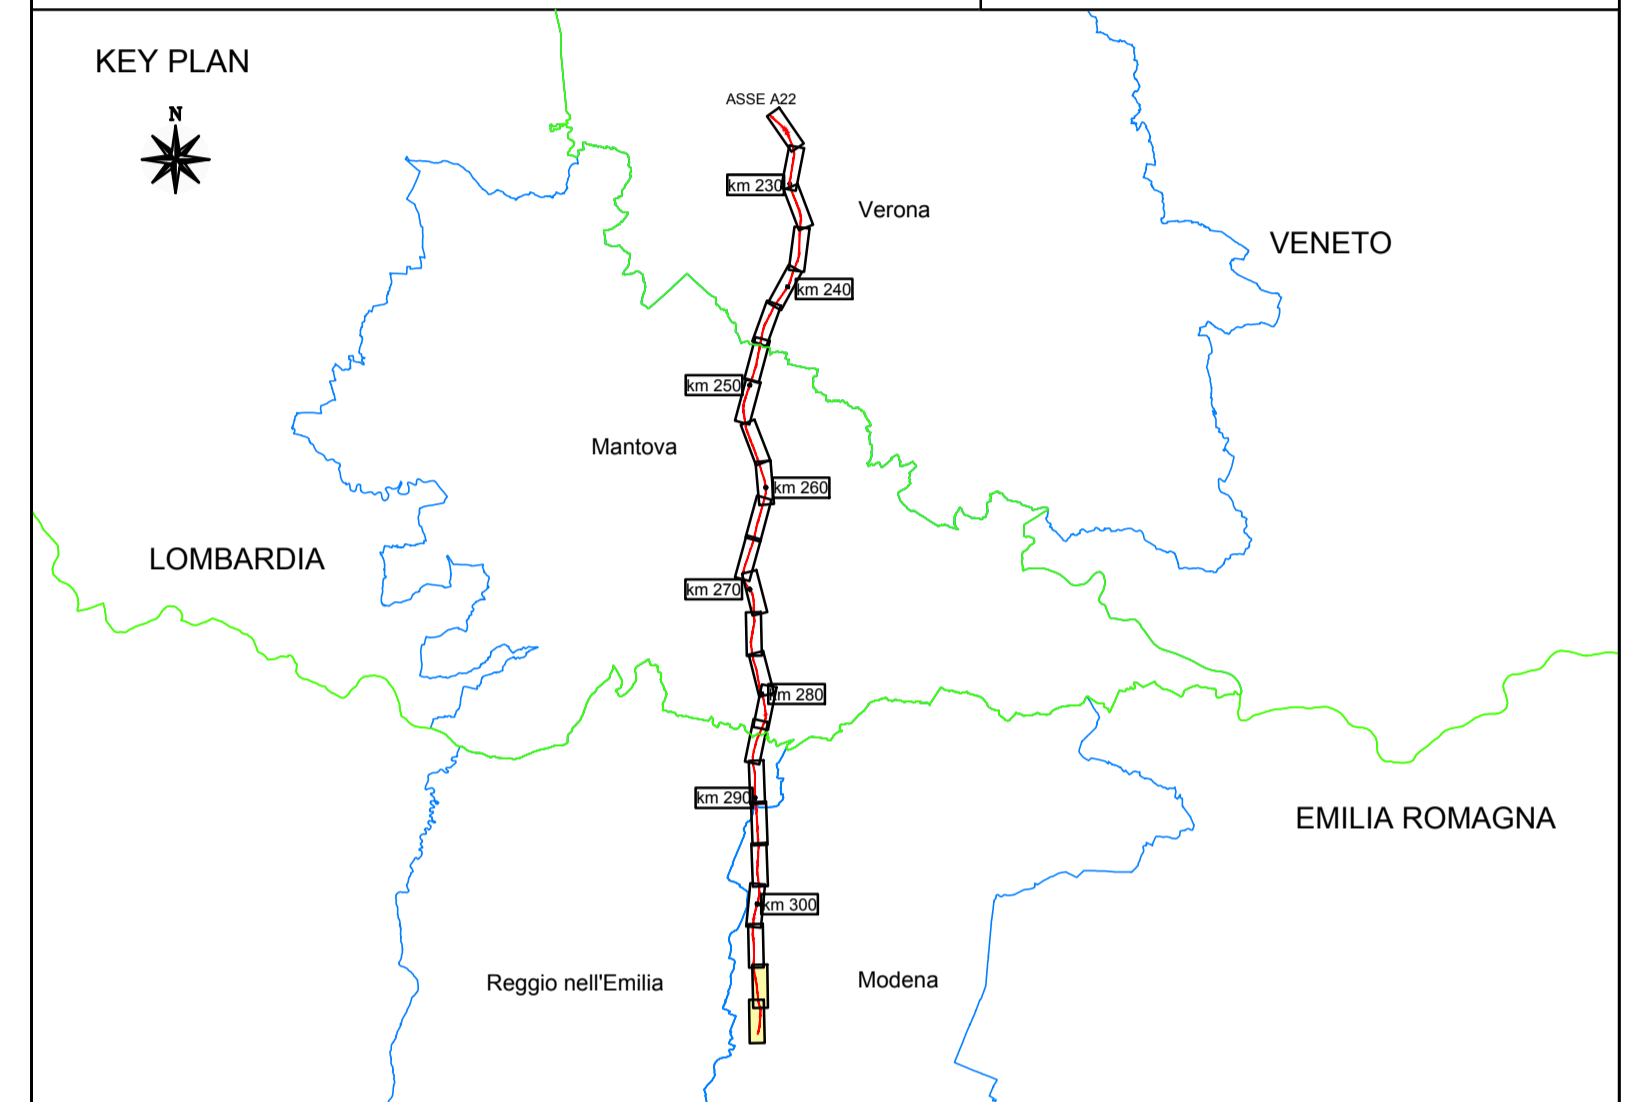 KEY PLAN
N
ASSE A22
km 230
Verona
VENETO
km 240
km 250
Mantova
km 260
LOMBARDIA
km 270
km 280
km 290
EMILIA ROMAGNA
km 300
Reggio nell'Emilia
Modena